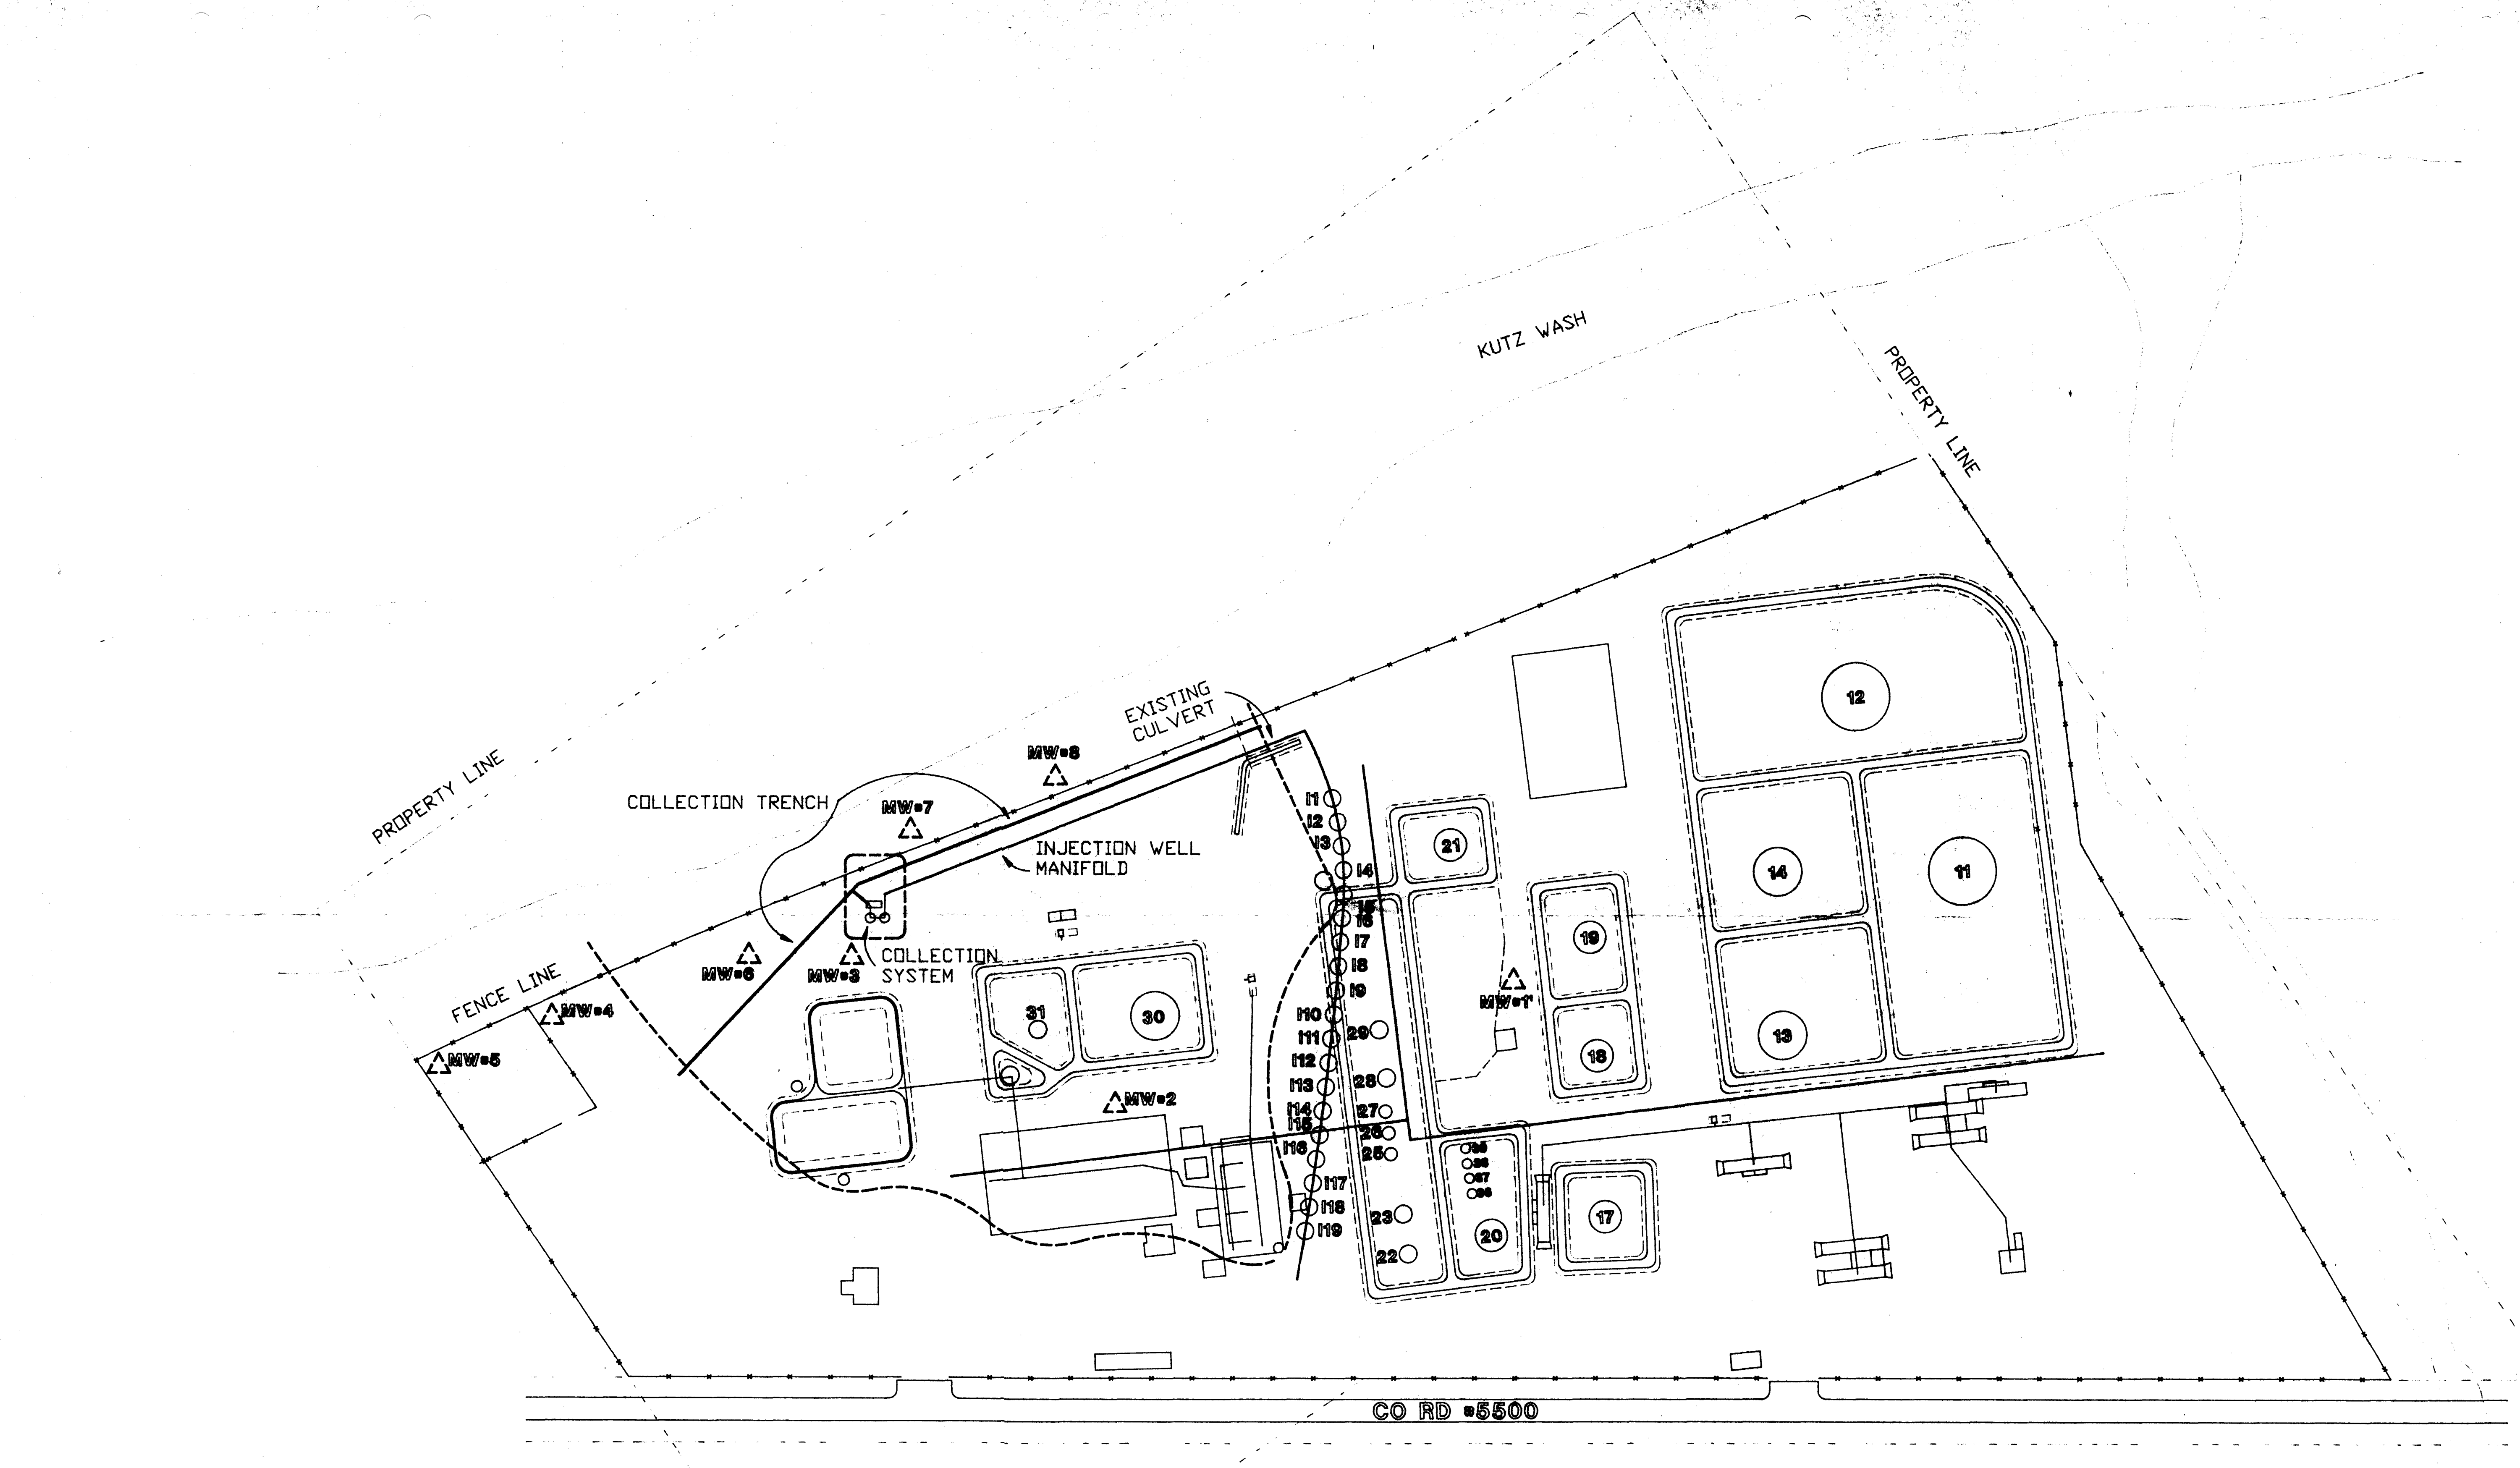 KUTZ WASH
PROPERTY LINE
12
EXISTING
CULVERT
MW#8
PROPERTY LINE
COLLECTION TRENCH
MW#7
I1
I2
I3
21
INJECTION WELL
MANIFOLD
I4
14
11
I5
I6
I7
19
COLLECTION
SYSTEM
MW#6
MW#3
I8
I9
MW#1
FENCE LINE
MW#4
31
30
I10
29
I11
13
MW#5
I12
18
I13
28
MW#2
I14
27
I15
26
I16
25
I17
I18
23
17
I19
20
22
CO RD #5500